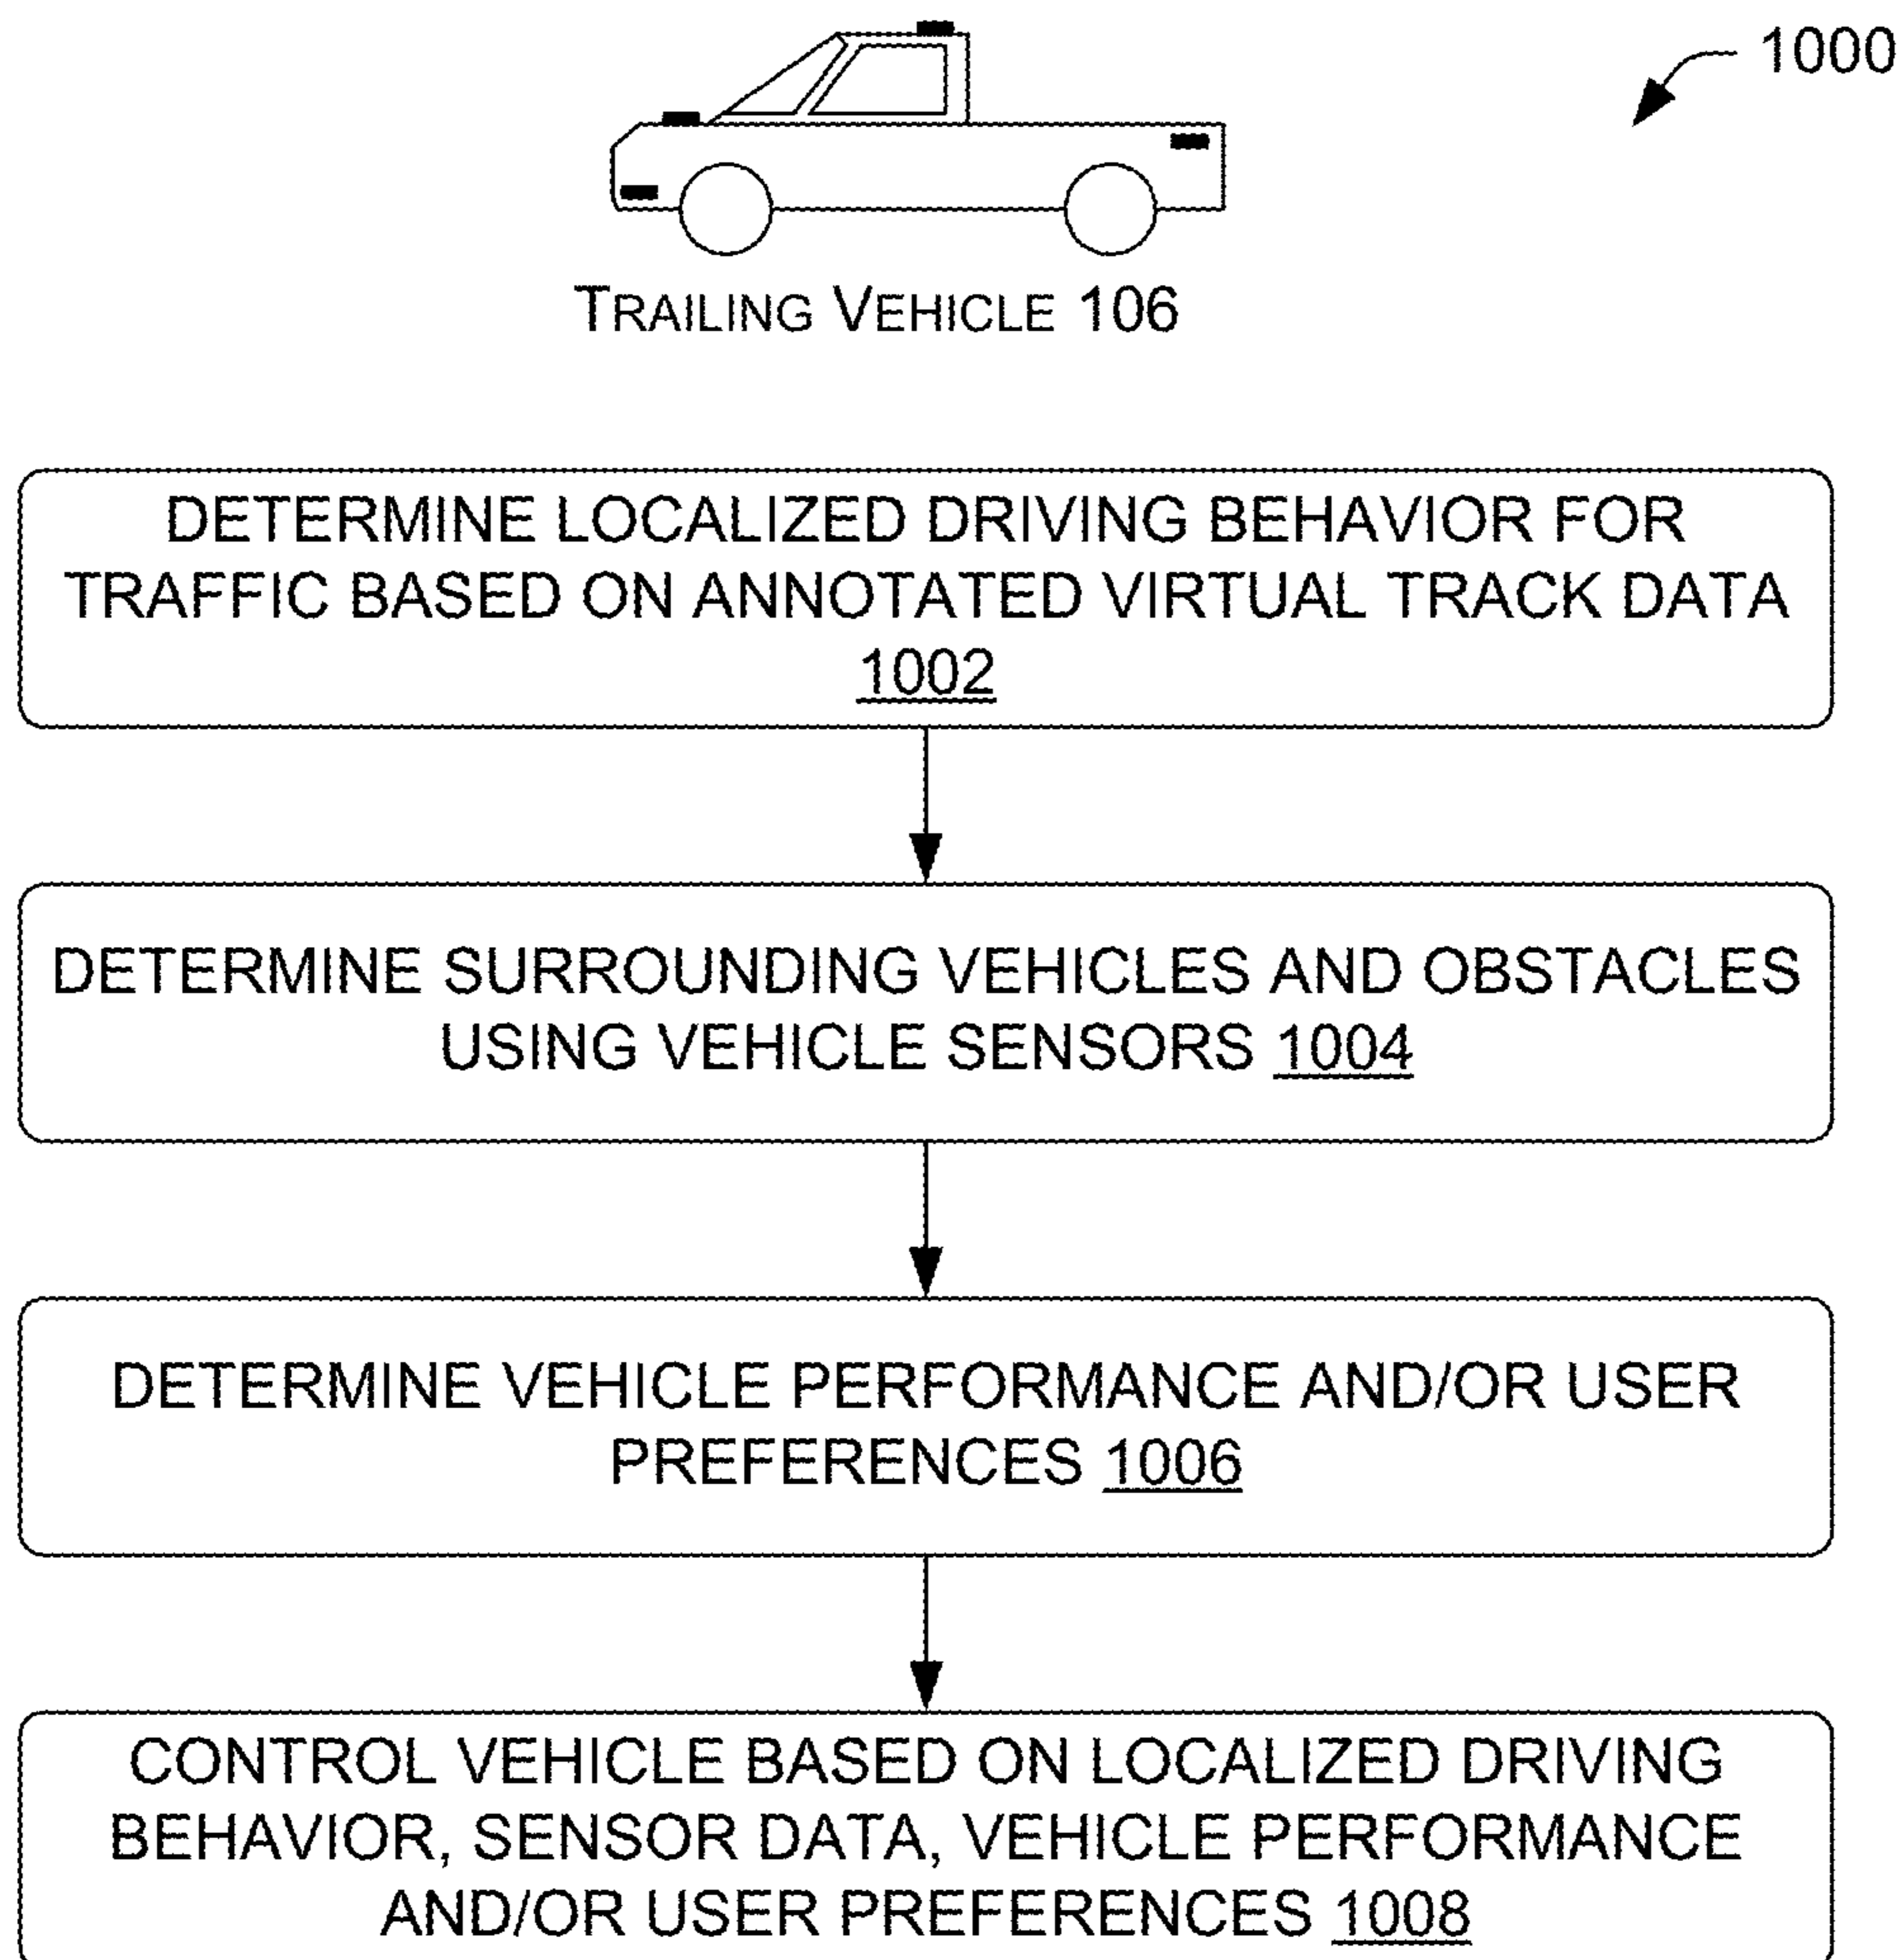 1000
TRAILING VEHICLE 106
DETERMINE LOCALIZED DRIVING BEHAVIOR FOR
TRAFFIC BASED ON ANNOTATED VIRTUAL TRACK DATA
1002
DETERMINE SURROUNDING VEHICLES AND OBSTACLES
USING VEHICLE SENSORS 1004
DETERMINE VEHICLE PERFORMANCE AND/OR USER
PREFERENCES 1006
CONTROL VEHICLE BASED ON LOCALIZED DRIVING
BEHAVIOR, SENSOR DATA, VEHICLE PERFORMANCE
AND/OR USER PREFERENCES 1008